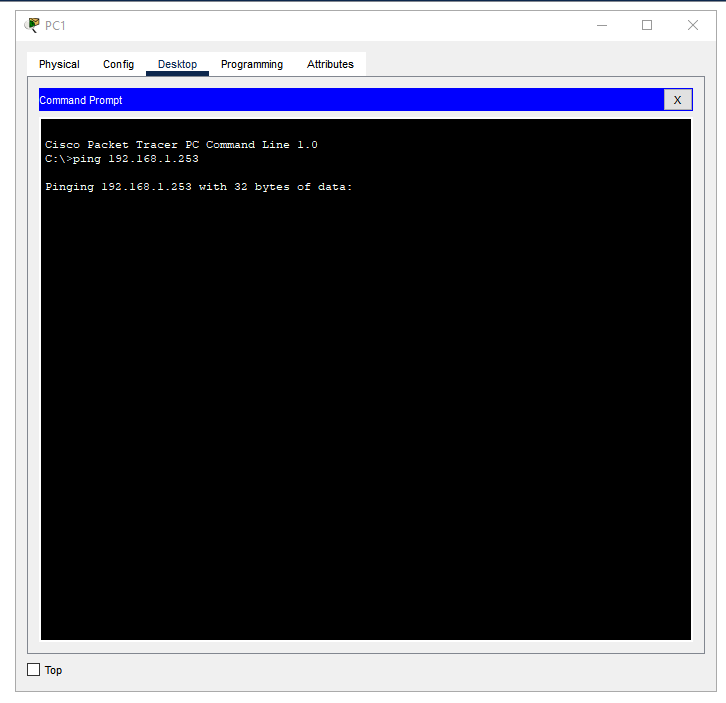 PC1
Physical Config Desktop Programming Attributes
Command Prompt X
Cisco Packet Tracer PC Command Line 1.0
C:\>ping 192.168.1.253
Pinging 192.168.1.253 with 32 bytes of data:
Top